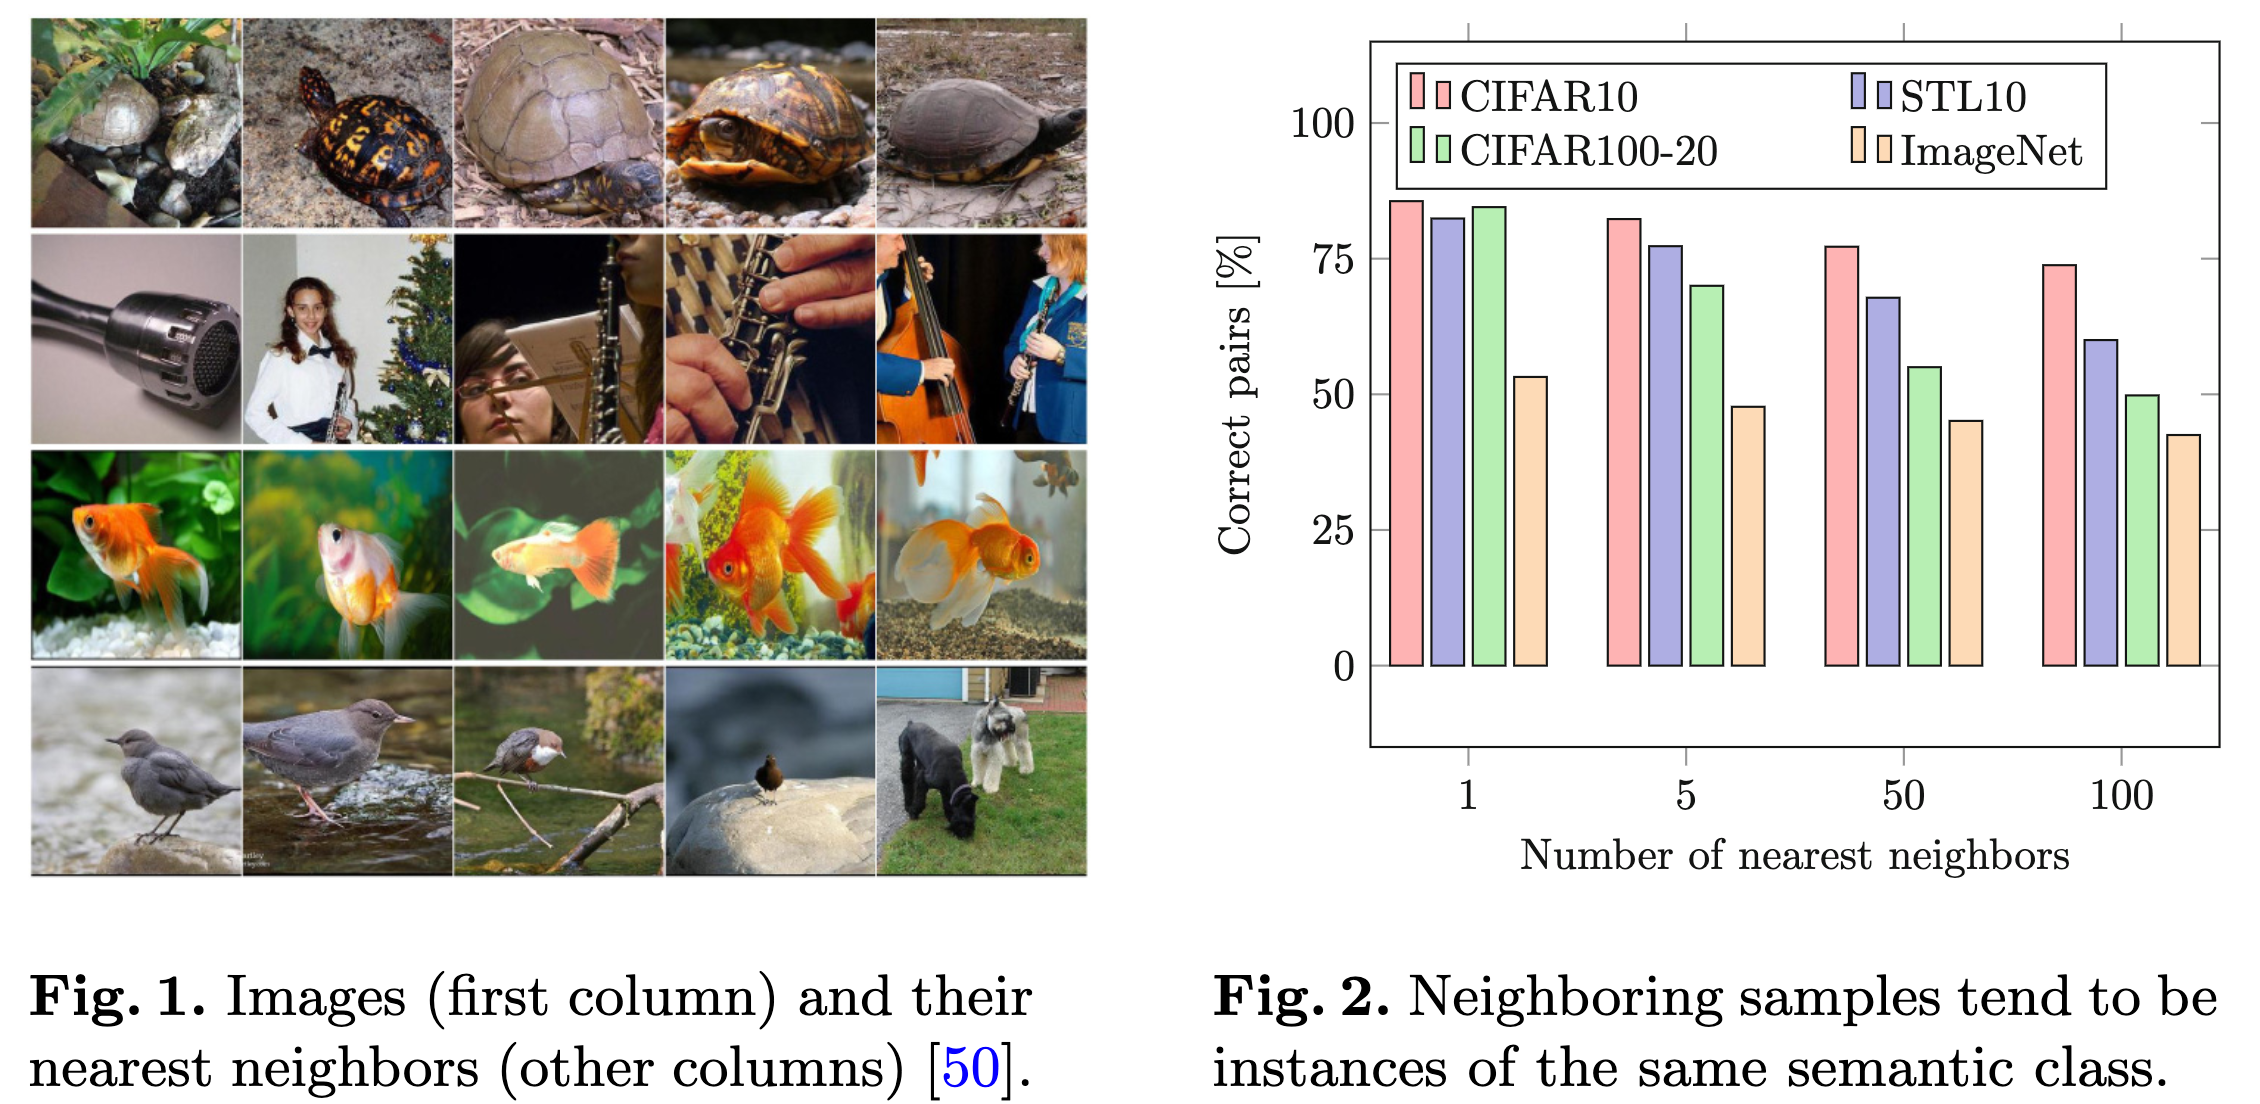 CIFAR10 STL10
CIFAR100-20 ImageNet
100
75
50
25
0
Correct pairs [%]
1 5 50 100
Number of nearest neighbors
Fig. 1. Images (first column) and their
nearest neighbors (other columns) [50].
Fig. 2. Neighboring samples tend to be
instances of the same semantic class.